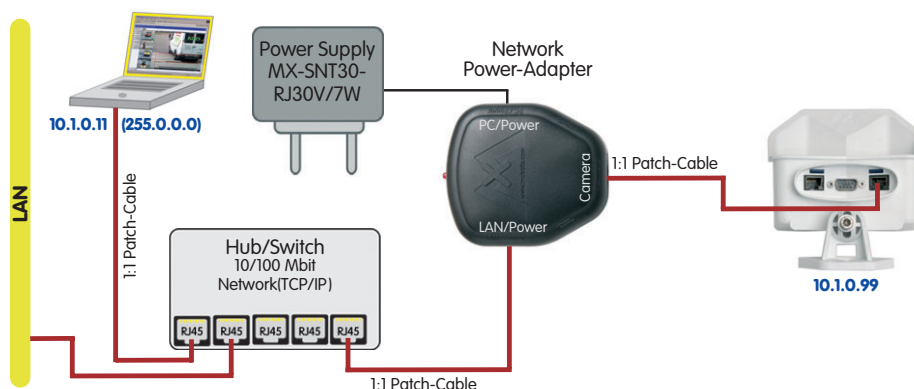 LAN
10.1.0.11 (255.0.0.0)
1:1 Patch-Cable
Power Supply
MX-SNT30-
RJ30V/7W
Network
Power-Adapter
PC/Power
Camera
LAN/Power
1:1 Patch-Cable
10.1.0.99
Hub/Switch
10/100 Mbit
Network(TCP/IP)
RJ45 RJ45 RJ45 RJ45 RJ45
1:1 Patch-Cable